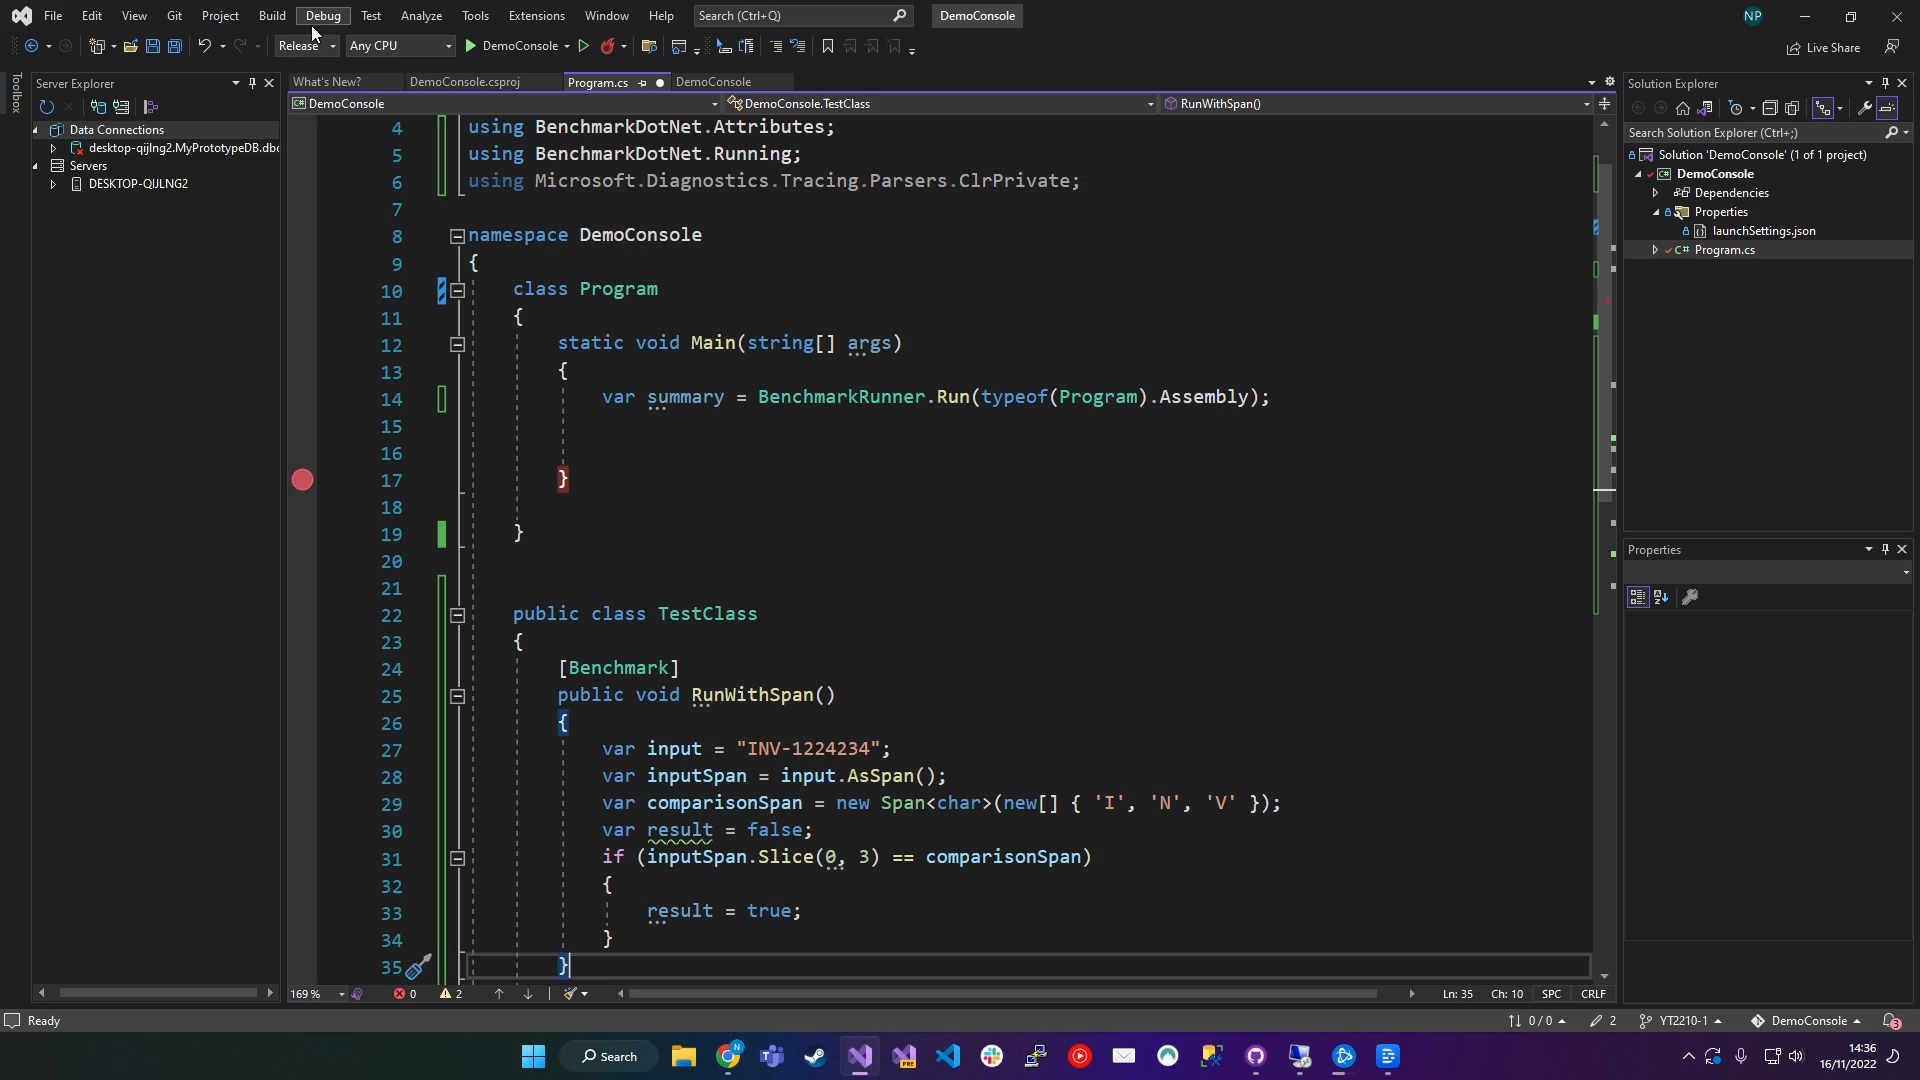 File Edit View Git Project Build Debug Test Analyze Tools Extensions Window Help Search (Ctrl+Q) DemoConsole NP
Release Any CPU DemoConsole Live Share
Toolbox
Server Explorer
Data Connections
desktop-qijlng2.MyPrototypeDB.dbo
Servers
DESKTOP-QIJLNG2
What's New? DemoConsole.csproj Program.cs DemoConsole
DemoConsole DemoConsole.TestClass RunWithSpan()
4 using BenchmarkDotNet.Attributes;
5 using BenchmarkDotNet.Running;
6 using Microsoft.Diagnostics.Tracing.Parsers.ClrPrivate;
7
8 namespace DemoConsole
9 {
10 class Program
11 {
12 static void Main(string[] args)
13 {
14 var summary = BenchmarkRunner.Run(typeof(Program).Assembly);
15
16
17 }
18
19 }
20
21
22 public class TestClass
23 {
24 [Benchmark]
25 public void RunWithSpan()
26 {
27 var input = "INV-1224234";
28 var inputSpan = input.AsSpan();
29 var comparisonSpan = new Span<char>(new[] { 'I', 'N', 'V' });
30 var result = false;
31 if (inputSpan.Slice(0, 3) == comparisonSpan)
32 {
33 result = true;
34 }
35 }
169 % 0 2 Ln: 35 Ch: 10 SPC CRLF
Solution Explorer
Search Solution Explorer (Ctrl+;)
Solution 'DemoConsole' (1 of 1 project)
DemoConsole
Dependencies
Properties
launchSettings.json
Program.cs
Properties
Ready 0 / 0 2 YT2210-1 DemoConsole 3
Search
N
PRE
14:36
16/11/2022